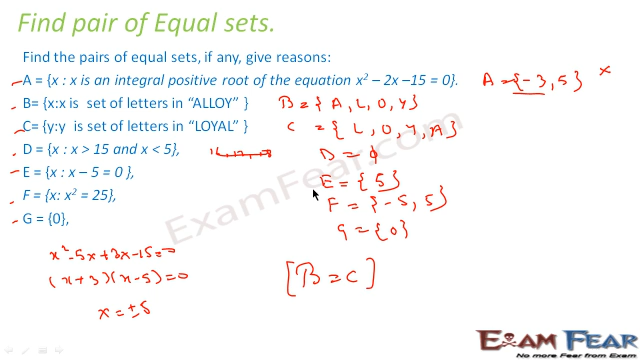 Find pair of Equal sets.
Find the pairs of equal sets, if any, give reasons:
A = {x : x is an integral positive root of the equation x² – 2x –15 = 0}.
A = {-3, 5} ×
B= {x:x is set of letters in “ALLOY” }
B = { A, L, O, Y}
C= {y:y is set of letters in “LOYAL” }
C = { L, O, Y, A}
D = {x : x > 15 and x < 5},
D = ϕ
E = {x : x – 5 = 0 },
E = { 5 }
F = {x: x² = 25},
F = {-5, 5}
G = {0},
G = {0}
x² -5x+3x-15=0
(x+3)(x-5)=0
x = ± 5
[B = C]
ExamFear.com
EXAM FEAR
No more Fear from Exam